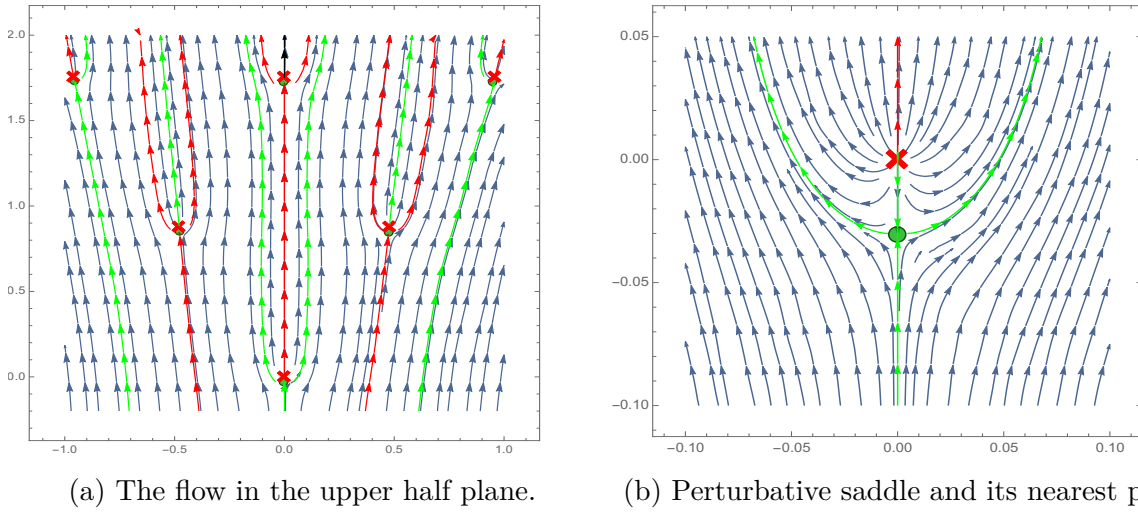 2.0
1.5
1.0
0.5
0.0
-1.0 -0.5 0.0 0.5 1.0
0.05
0.00
-0.05
-0.10
-0.10 -0.05 0.00 0.05 0.10
(a) The flow in the upper half plane.
(b) Perturbative saddle and its nearest p